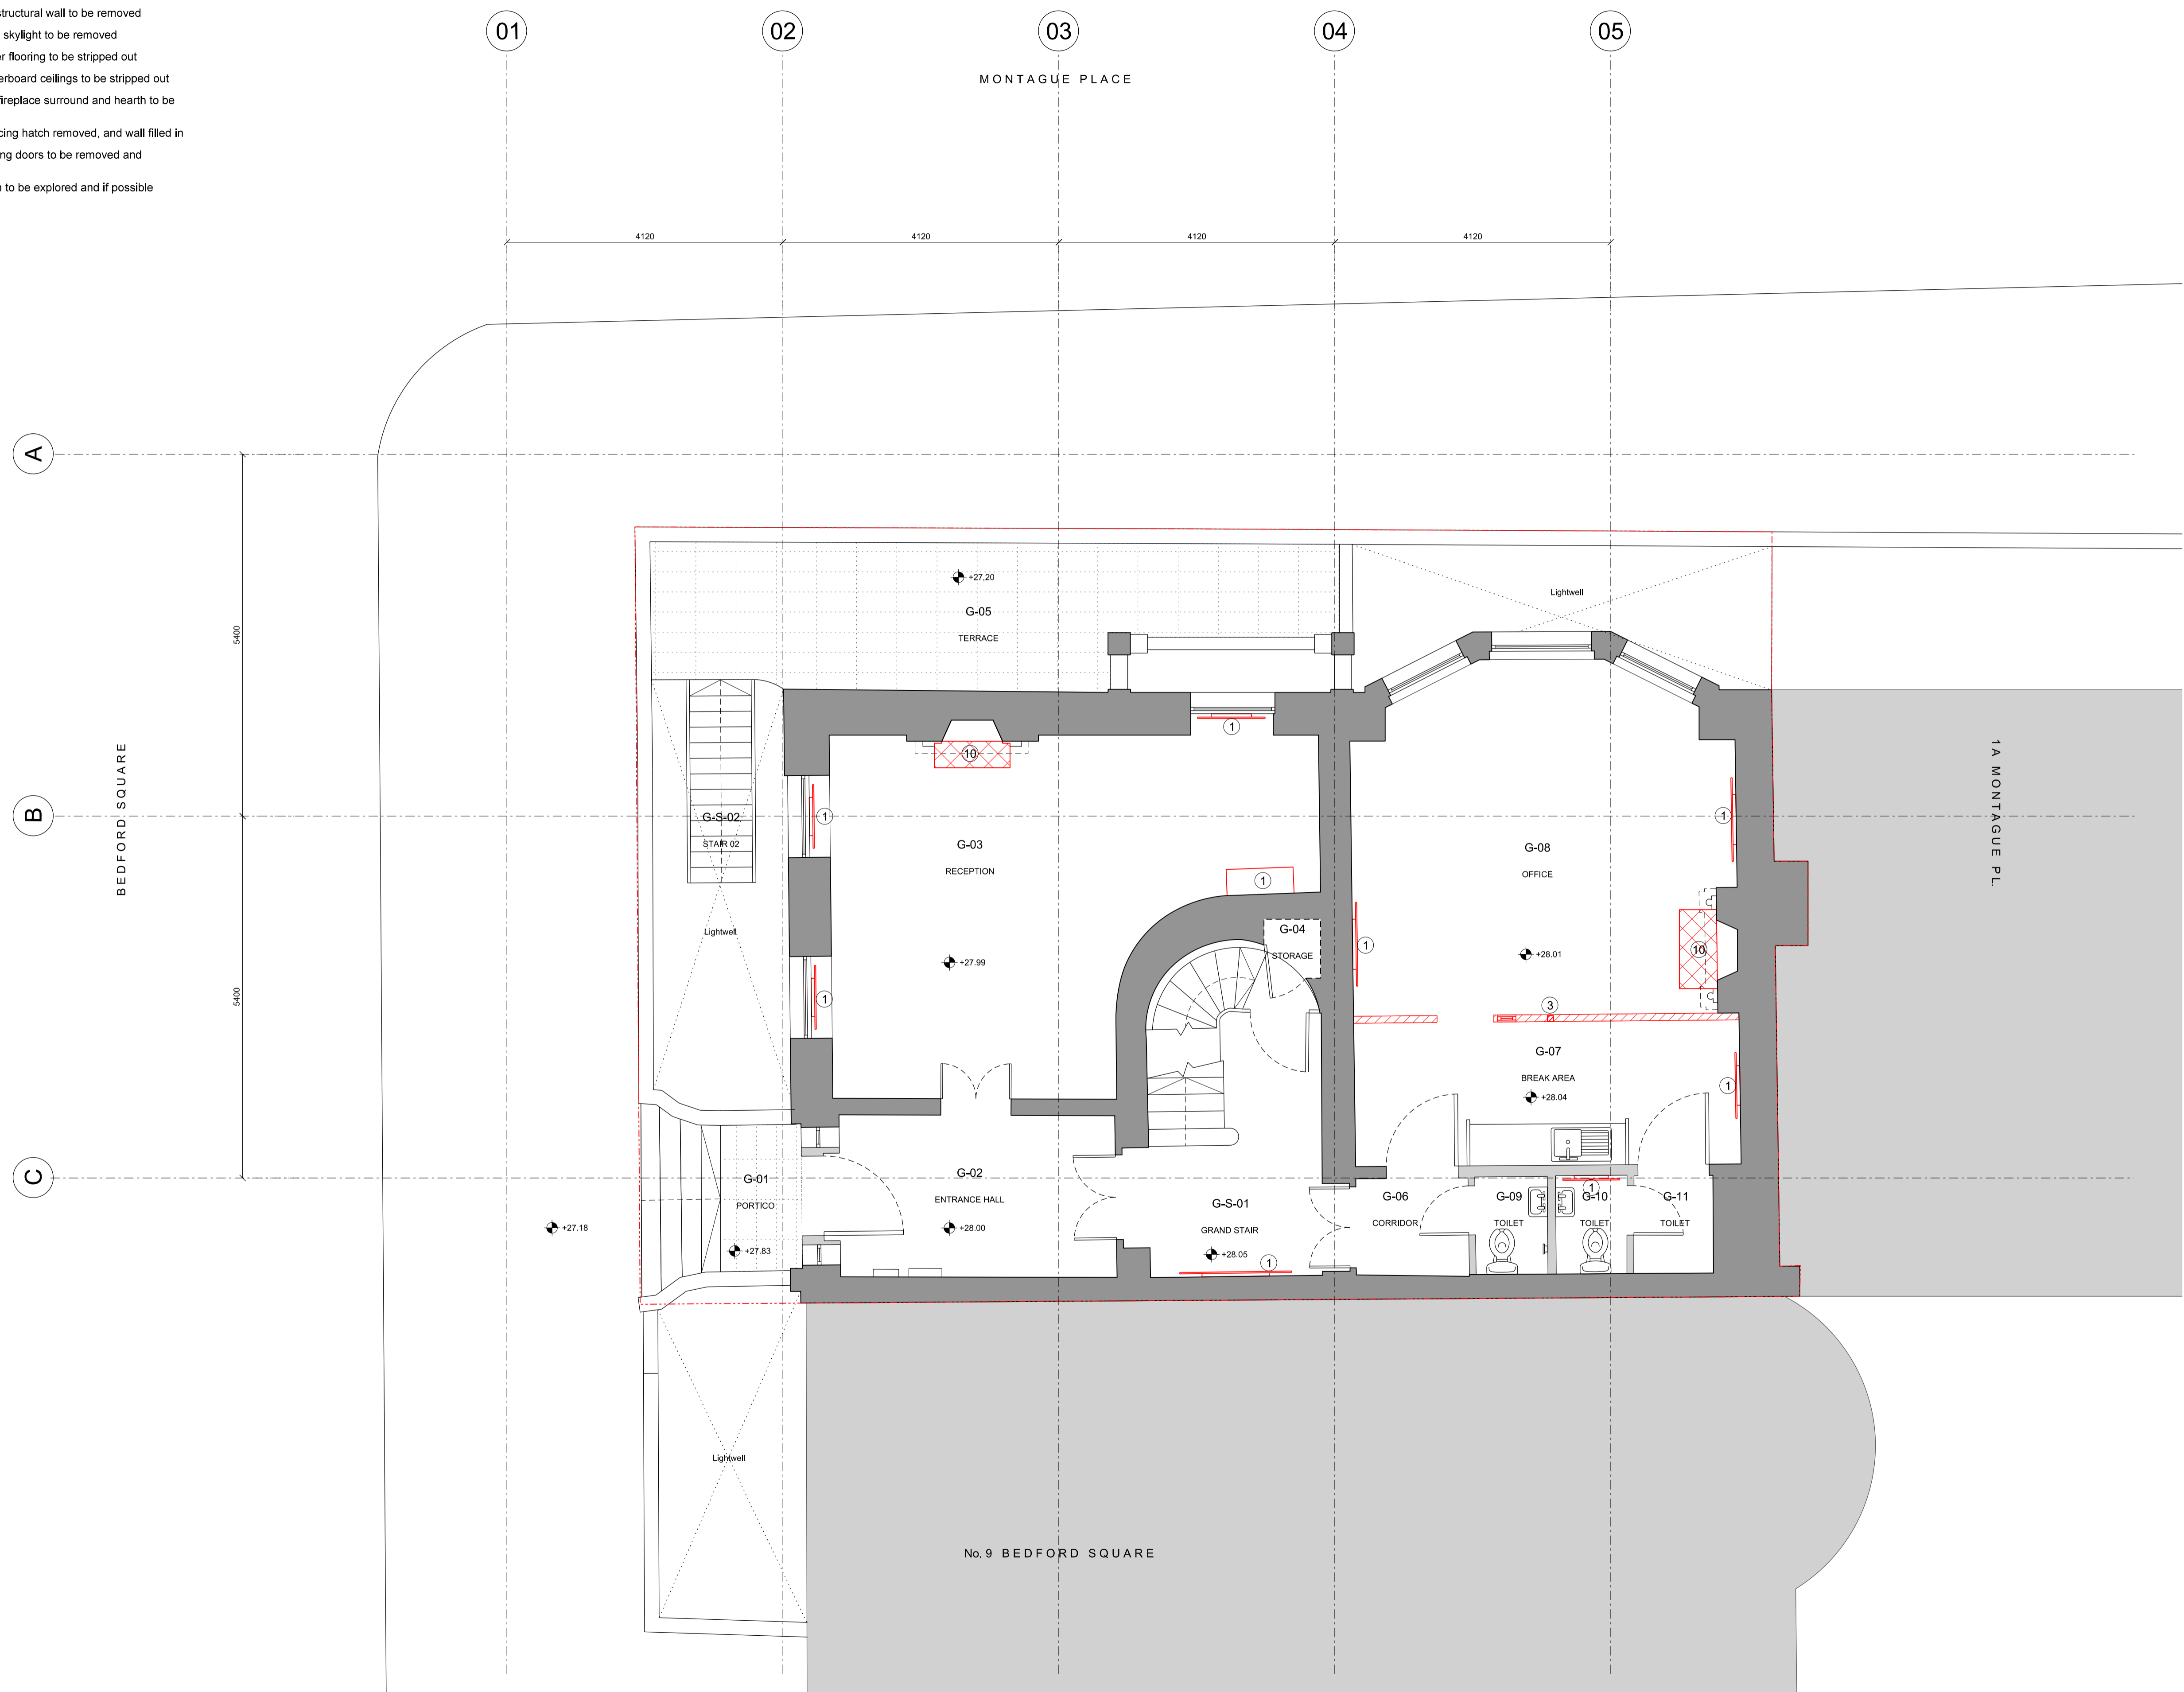 structural wall to be removed
skylight to be removed
flooring to be stripped out
ceilings to be stripped out
fireplace surround and hearth to be
hatch removed, and wall filled in
doors to be removed and
to be explored and if possible
01
02
03
04
05
MONTAGUE PLACE
4120
4120
4120
4120
A
B
C
5400
5400
BEDFORD SQUARE
1A MONTAGUE PL.
+27.20
G-05
TERRACE
Lightwell
1
10
1
1
G-S-02
STAIR 02
G-03
RECEPTION
G-08
OFFICE
1
Lightwell
G-04
STORAGE
1
10
+27.99
+28.01
1
3
G-07
BREAK AREA
+28.04
1
G-01
PORTICO
+27.83
+27.18
G-02
ENTRANCE HALL
+28.00
G-S-01
GRAND STAIR
+28.05
1
G-06
CORRIDOR
G-09
TOILET
1
G-10
TOILET
G-11
TOILET
Lightwell
No. 9 BEDFORD SQUARE